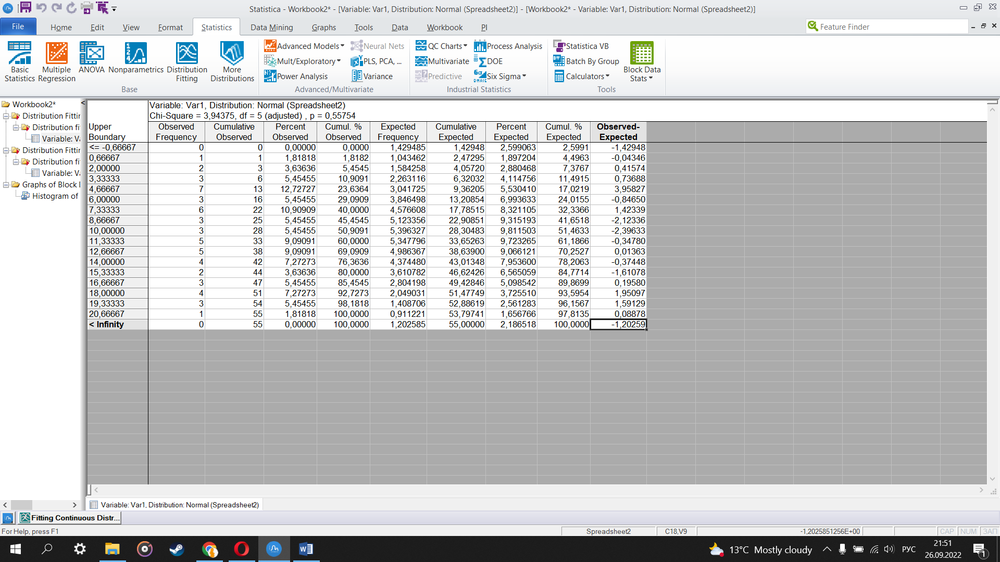 Statistica - Workbook2* - [Variable: Var1, Distribution: Normal (Spreadsheet2)] - [Workbook2* - Variable: Var1, Distribution: Normal (Spreadsheet2)]
File Home Edit View Format Statistics Data Mining Graphs Tools Data Workbook PI Feature Finder
Basic Statistics
Multiple Regression
ANOVA
Nonparametrics
Distribution Fitting
More Distributions
Base
Advanced Models
Mult/Exploratory
Power Analysis
Neural Nets
PLS, PCA, ...
Variance
Advanced/Multivariate
QC Charts
Multivariate
Predictive
Process Analysis
DOE
Six Sigma
Industrial Statistics
Statistica VB
Batch By Group
Calculators
Block Data Stats
Tools
Workbook2*
Distribution Fittir
Distribution fi
Variable: Va
Distribution Fittir
Distribution fi
Variable: Va
Graphs of Block I
Histogram of
Variable: Var1, Distribution: Normal (Spreadsheet2)
Chi-Square = 3,94375, df = 5 (adjusted) , p = 0,55754
Upper Observed Cumulative Percent Cumul. % Expected Cumulative Percent Cumul. % Observed-
Boundary Frequency Observed Observed Observed Frequency Expected Expected Expected Expected
<= -0,66667 0 0 0,00000 0,0000 1,429485 1,42948 2,599063 2,5991 -1,42948
0,66667 1 1 1,81818 1,8182 1,043462 2,47295 1,897204 4,4963 -0,04346
2,00000 2 3 3,63636 5,4545 1,584258 4,05720 2,880468 7,3767 0,41574
3,33333 3 6 5,45455 10,9091 2,263116 6,32032 4,114756 11,4915 0,73688
4,66667 7 13 12,72727 23,6364 3,041725 9,36205 5,530410 17,0219 3,95827
6,00000 3 16 5,45455 29,0909 3,846498 13,20854 6,993633 24,0155 -0,84650
7,33333 6 22 10,90909 40,0000 4,576608 17,78515 8,321105 32,3366 1,42339
8,66667 3 25 5,45455 45,4545 5,123356 22,90851 9,315193 41,6518 -2,12336
10,00000 3 28 5,45455 50,9091 5,396327 28,30483 9,811503 51,4633 -2,39633
11,33333 5 33 9,09091 60,0000 5,347796 33,65263 9,723265 61,1866 -0,34780
12,66667 5 38 9,09091 69,0909 4,986367 38,63900 9,066121 70,2527 0,01363
14,00000 4 42 7,27273 76,3636 4,374480 43,01348 7,953600 78,2063 -0,37448
15,33333 2 44 3,63636 80,0000 3,610782 46,62426 6,565059 84,7714 -1,61078
16,66667 3 47 5,45455 85,4545 2,804198 49,42846 5,098542 89,8699 0,19580
18,00000 4 51 7,27273 92,7273 2,049031 51,47749 3,725510 93,5954 1,95097
19,33333 3 54 5,45455 98,1818 1,408706 52,88619 2,561283 96,1567 1,59129
20,66667 1 55 1,81818 100,0000 0,911221 53,79741 1,656766 97,8135 0,08878
< Infinity 0 55 0,00000 100,0000 1,202585 55,00000 2,186518 100,0000 -1,20259
Variable: Var1, Distribution: Normal (Spreadsheet2)
Fitting Continuous Distr...
For Help, press F1 Spreadsheet2 C18,V9 -1,2025851256E+00 CAP NUM ЗАП
13°C Mostly cloudy РУС 21:51
26.09.2022
1